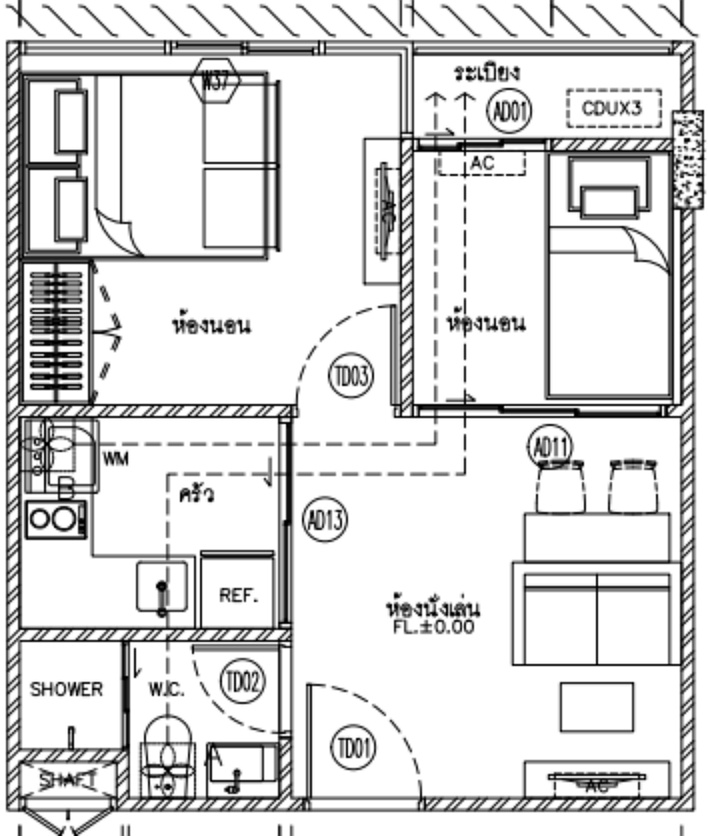 W37
ระเบียง
AD01
CDUX3
AC
AC
ห้องนอน
ห้องนอน
TD03
WM
AD11
B
ครัว
AD13
REF.
ห้องนั่งเล่น
FL.±0.00
SHOWER
W.C.
TD02
TD01
A
SHAFT
AC